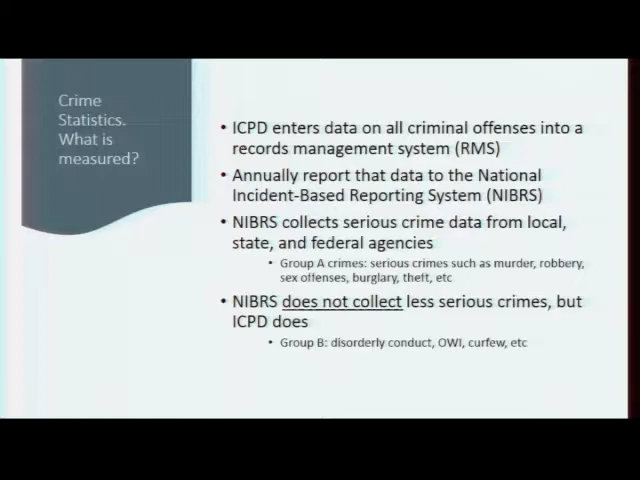 Crime
Statistics.
What is
measured?
• ICPD enters data on all criminal offenses into a
records management system (RMS)
• Annually report that data to the National
Incident-Based Reporting System (NIBRS)
• NIBRS collects serious crime data from local,
state, and federal agencies
• Group A crimes: serious crimes such as murder, robbery,
sex offenses, burglary, theft, etc
• NIBRS does not collect less serious crimes, but
ICPD does
• Group B: disorderly conduct, OWI, curfew, etc